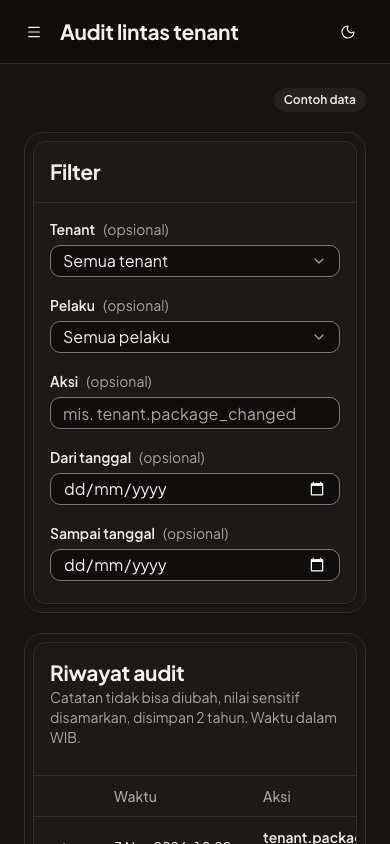 Audit lintas tenant
Contoh data
Filter
Tenant (opsional)
Semua tenant
Pelaku (opsional)
Semua pelaku
Aksi (opsional)
mis. tenant.package_changed
Dari tanggal (opsional)
dd/mm/yyyy
Sampai tanggal (opsional)
dd/mm/yyyy
Riwayat audit
Catatan tidak bisa diubah, nilai sensitif
disamarkan, disimpan 2 tahun. Waktu dalam
WIB.
Waktu Aksi